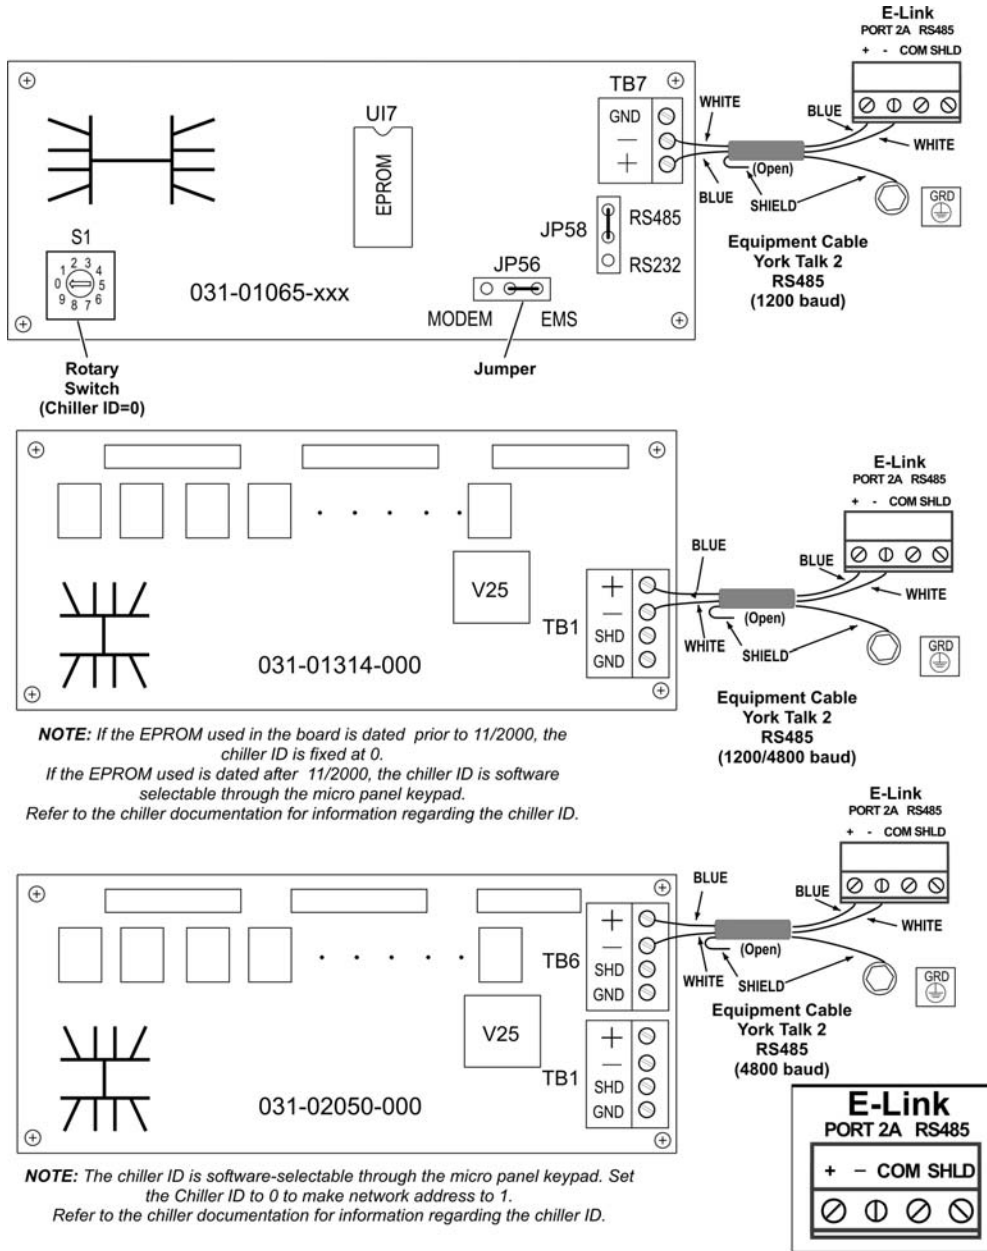 E-Link
PORT 2A RS485
+ - COM SHLD
TB7
GND
—
+
WHITE
BLUE
BLUE
WHITE
(Open)
SHIELD
GRD
UI7
EPROM
JP58
RS485
RS232
JP56
MODEM EMS
Jumper
S1
0 1 2 3 4 5 6 7 8 9
031-01065-xxx
Rotary
Switch
(Chiller ID=0)
Equipment Cable
York Talk 2
RS485
(1200 baud)
E-Link
PORT 2A RS485
+ - COM SHLD
V25
TB1
+
—
SHD
GND
BLUE
WHITE
BLUE
WHITE
(Open)
SHIELD
GRD
031-01314-000
Equipment Cable
York Talk 2
RS485
(1200/4800 baud)
NOTE: If the EPROM used in the board is dated prior to 11/2000, the
chiller ID is fixed at 0.
If the EPROM used is dated after 11/2000, the chiller ID is software
selectable through the micro panel keypad.
Refer to the chiller documentation for information regarding the chiller ID.
E-Link
PORT 2A RS485
+ - COM SHLD
TB6
+
—
SHD
GND
BLUE
WHITE
BLUE
WHITE
(Open)
SHIELD
GRD
V25
TB1
+
—
SHD
GND
031-02050-000
Equipment Cable
York Talk 2
RS485
(4800 baud)
NOTE: The chiller ID is software-selectable through the micro panel keypad. Set
the Chiller ID to 0 to make network address to 1.
Refer to the chiller documentation for information regarding the chiller ID.
E-Link
PORT 2A RS485
+ − COM SHLD